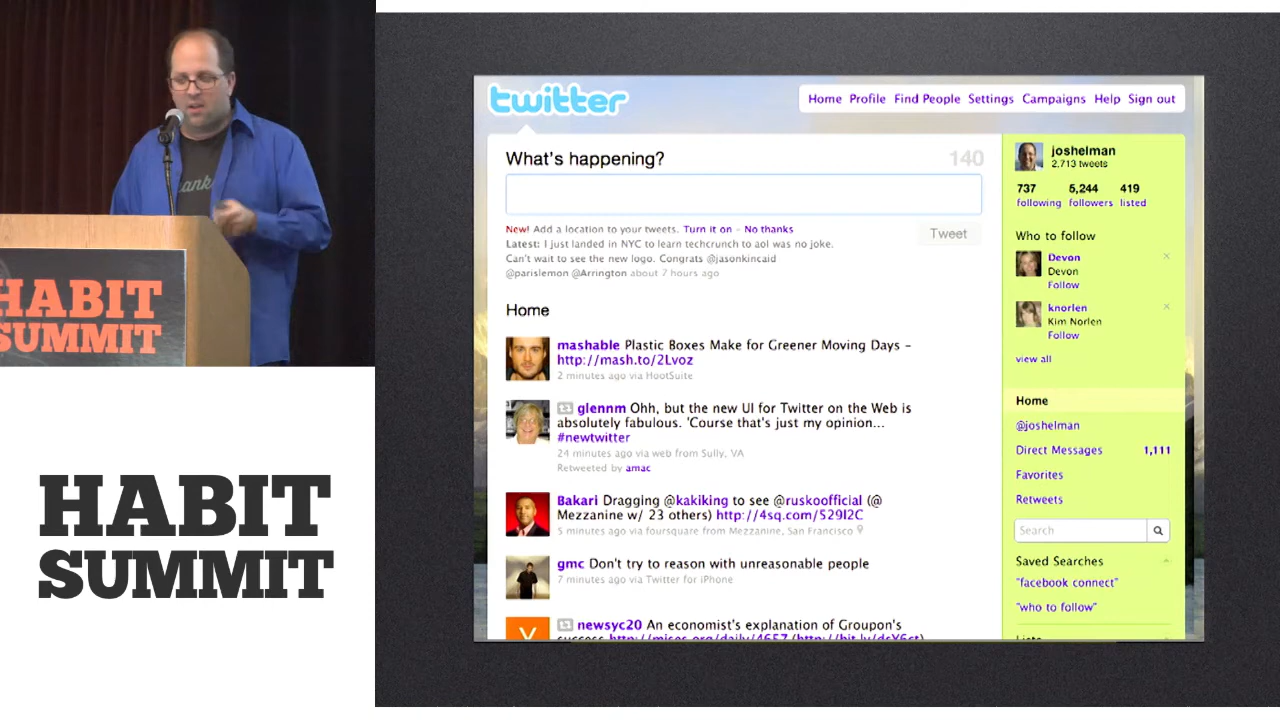 HABIT
SUMMIT
HABIT
SUMMIT
twitter
Home Profile Find People Settings Campaigns Help Sign out
What's happening?
140
New! Add a location to your tweets. Turn it on - No thanks
Tweet
Latest: I just landed in NYC to learn techcrunch to aol was no joke.
Can't wait to see the new logo. Congrats @jasonkincaid
@parislemon @Arrington about 7 hours ago
Home
mashable Plastic Boxes Make for Greener Moving Days –
http://mash.to/2Lvoz
2 minutes ago via HootSuite
glennm Ohh, but the new UI for Twitter on the Web is
absolutely fabulous. 'Course that's just my opinion...
#newtwitter
24 minutes ago via web from Sully, VA
Retweeted by amac
Bakari Dragging @kakiking to see @ruskoofficial (@
Mezzanine w/ 23 others) http://4sq.com/529I2C
5 minutes ago via foursquare from Mezzanine, San Francisco
gmc Don't try to reason with unreasonable people
7 minutes ago via Twitter for iPhone
Y
newsyc20 An economist's explanation of Groupon's
success
joshelman
2,713 tweets
737 5,244 419
following followers listed
Who to follow
Devon
Devon
Follow
knorlen
Kim Norlen
Follow
view all
Home
@joshelman
Direct Messages 1,111
Favorites
Retweets
Search
Saved Searches
"facebook connect"
"who to follow"
Lists